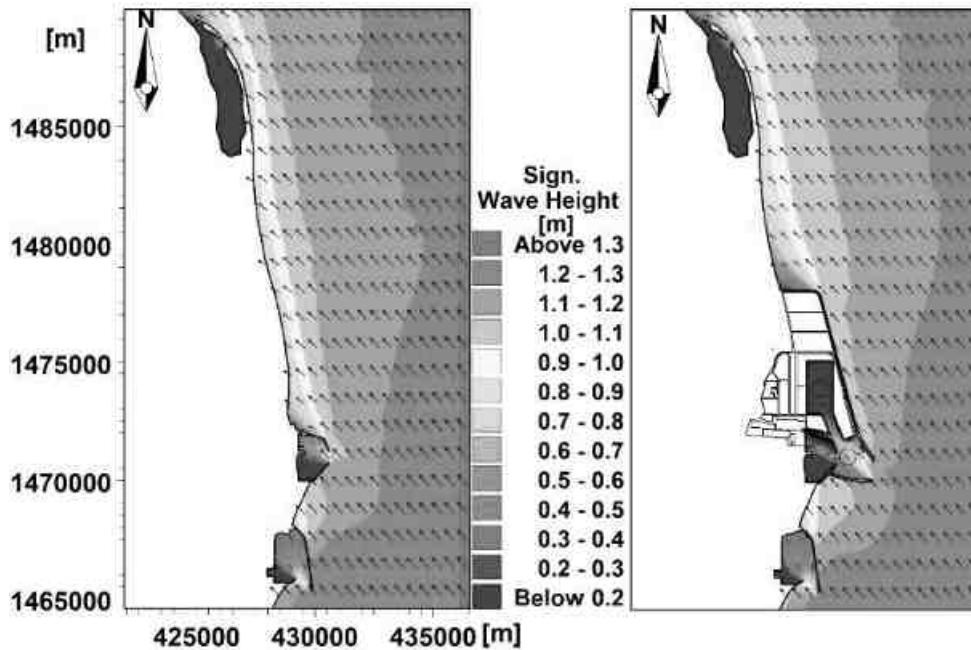 N
[m]
1485000
1480000
1475000
1470000
1465000
425000 430000 435000 [m]
Sign.
Wave Height
[m]
Above 1.3
1.2 - 1.3
1.1 - 1.2
1.0 - 1.1
0.9 - 1.0
0.8 - 0.9
0.7 - 0.8
0.6 - 0.7
0.5 - 0.6
0.4 - 0.5
0.3 - 0.4
0.2 - 0.3
Below 0.2
N